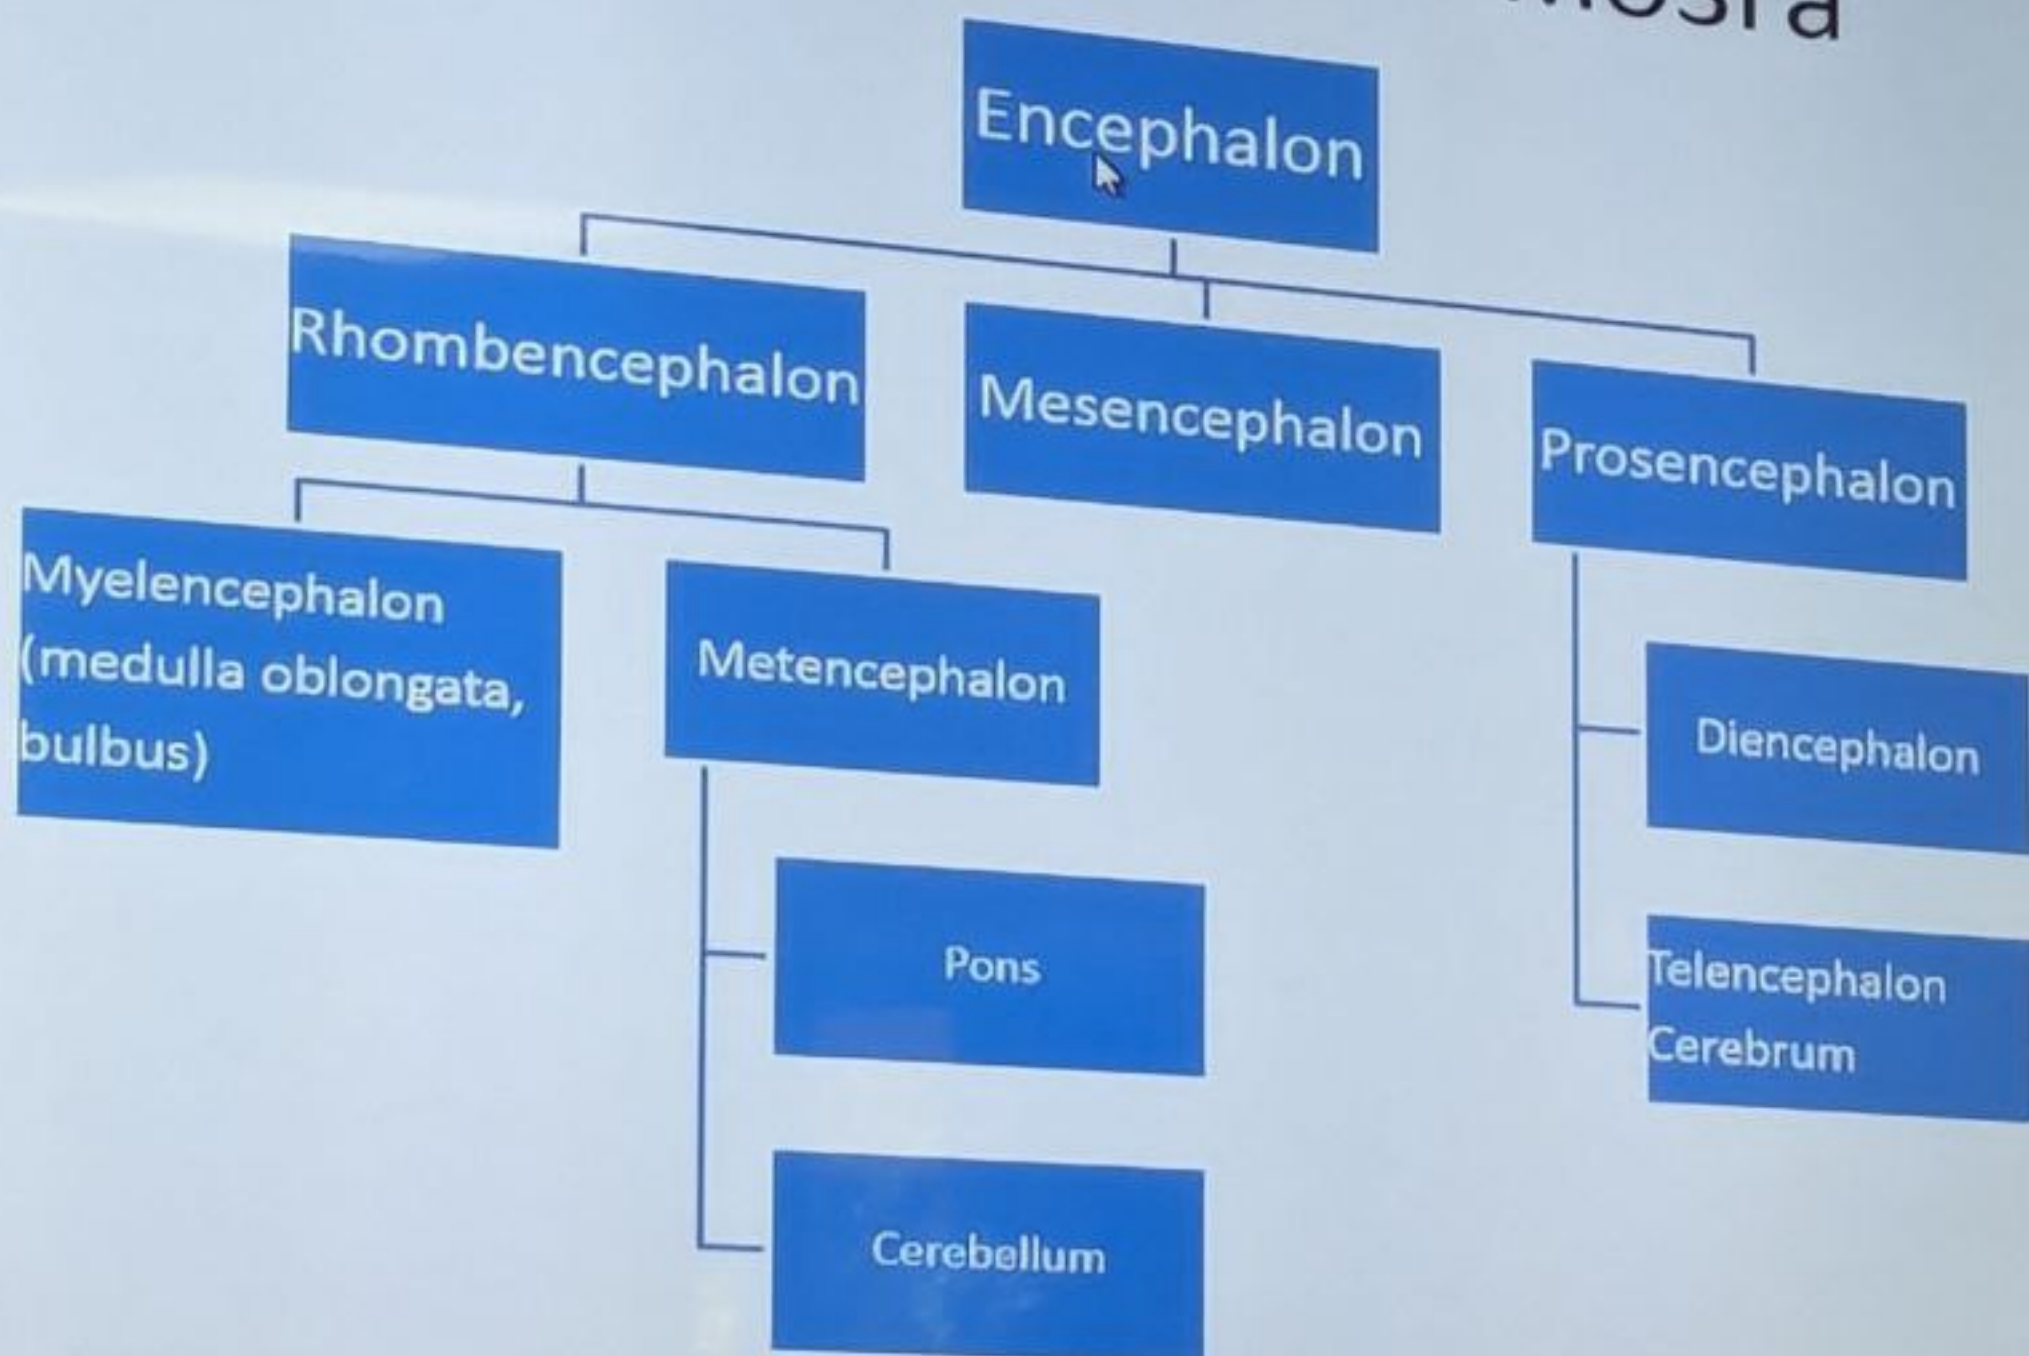 Encephalon
Rhombencephalon
Mesencephalon
Prosencephalon
Myelencephalon
(medulla oblongata,
bulbus)
Metencephalon
Diencephalon
Pons
Telencephalon
Cerebrum
Cerebellum